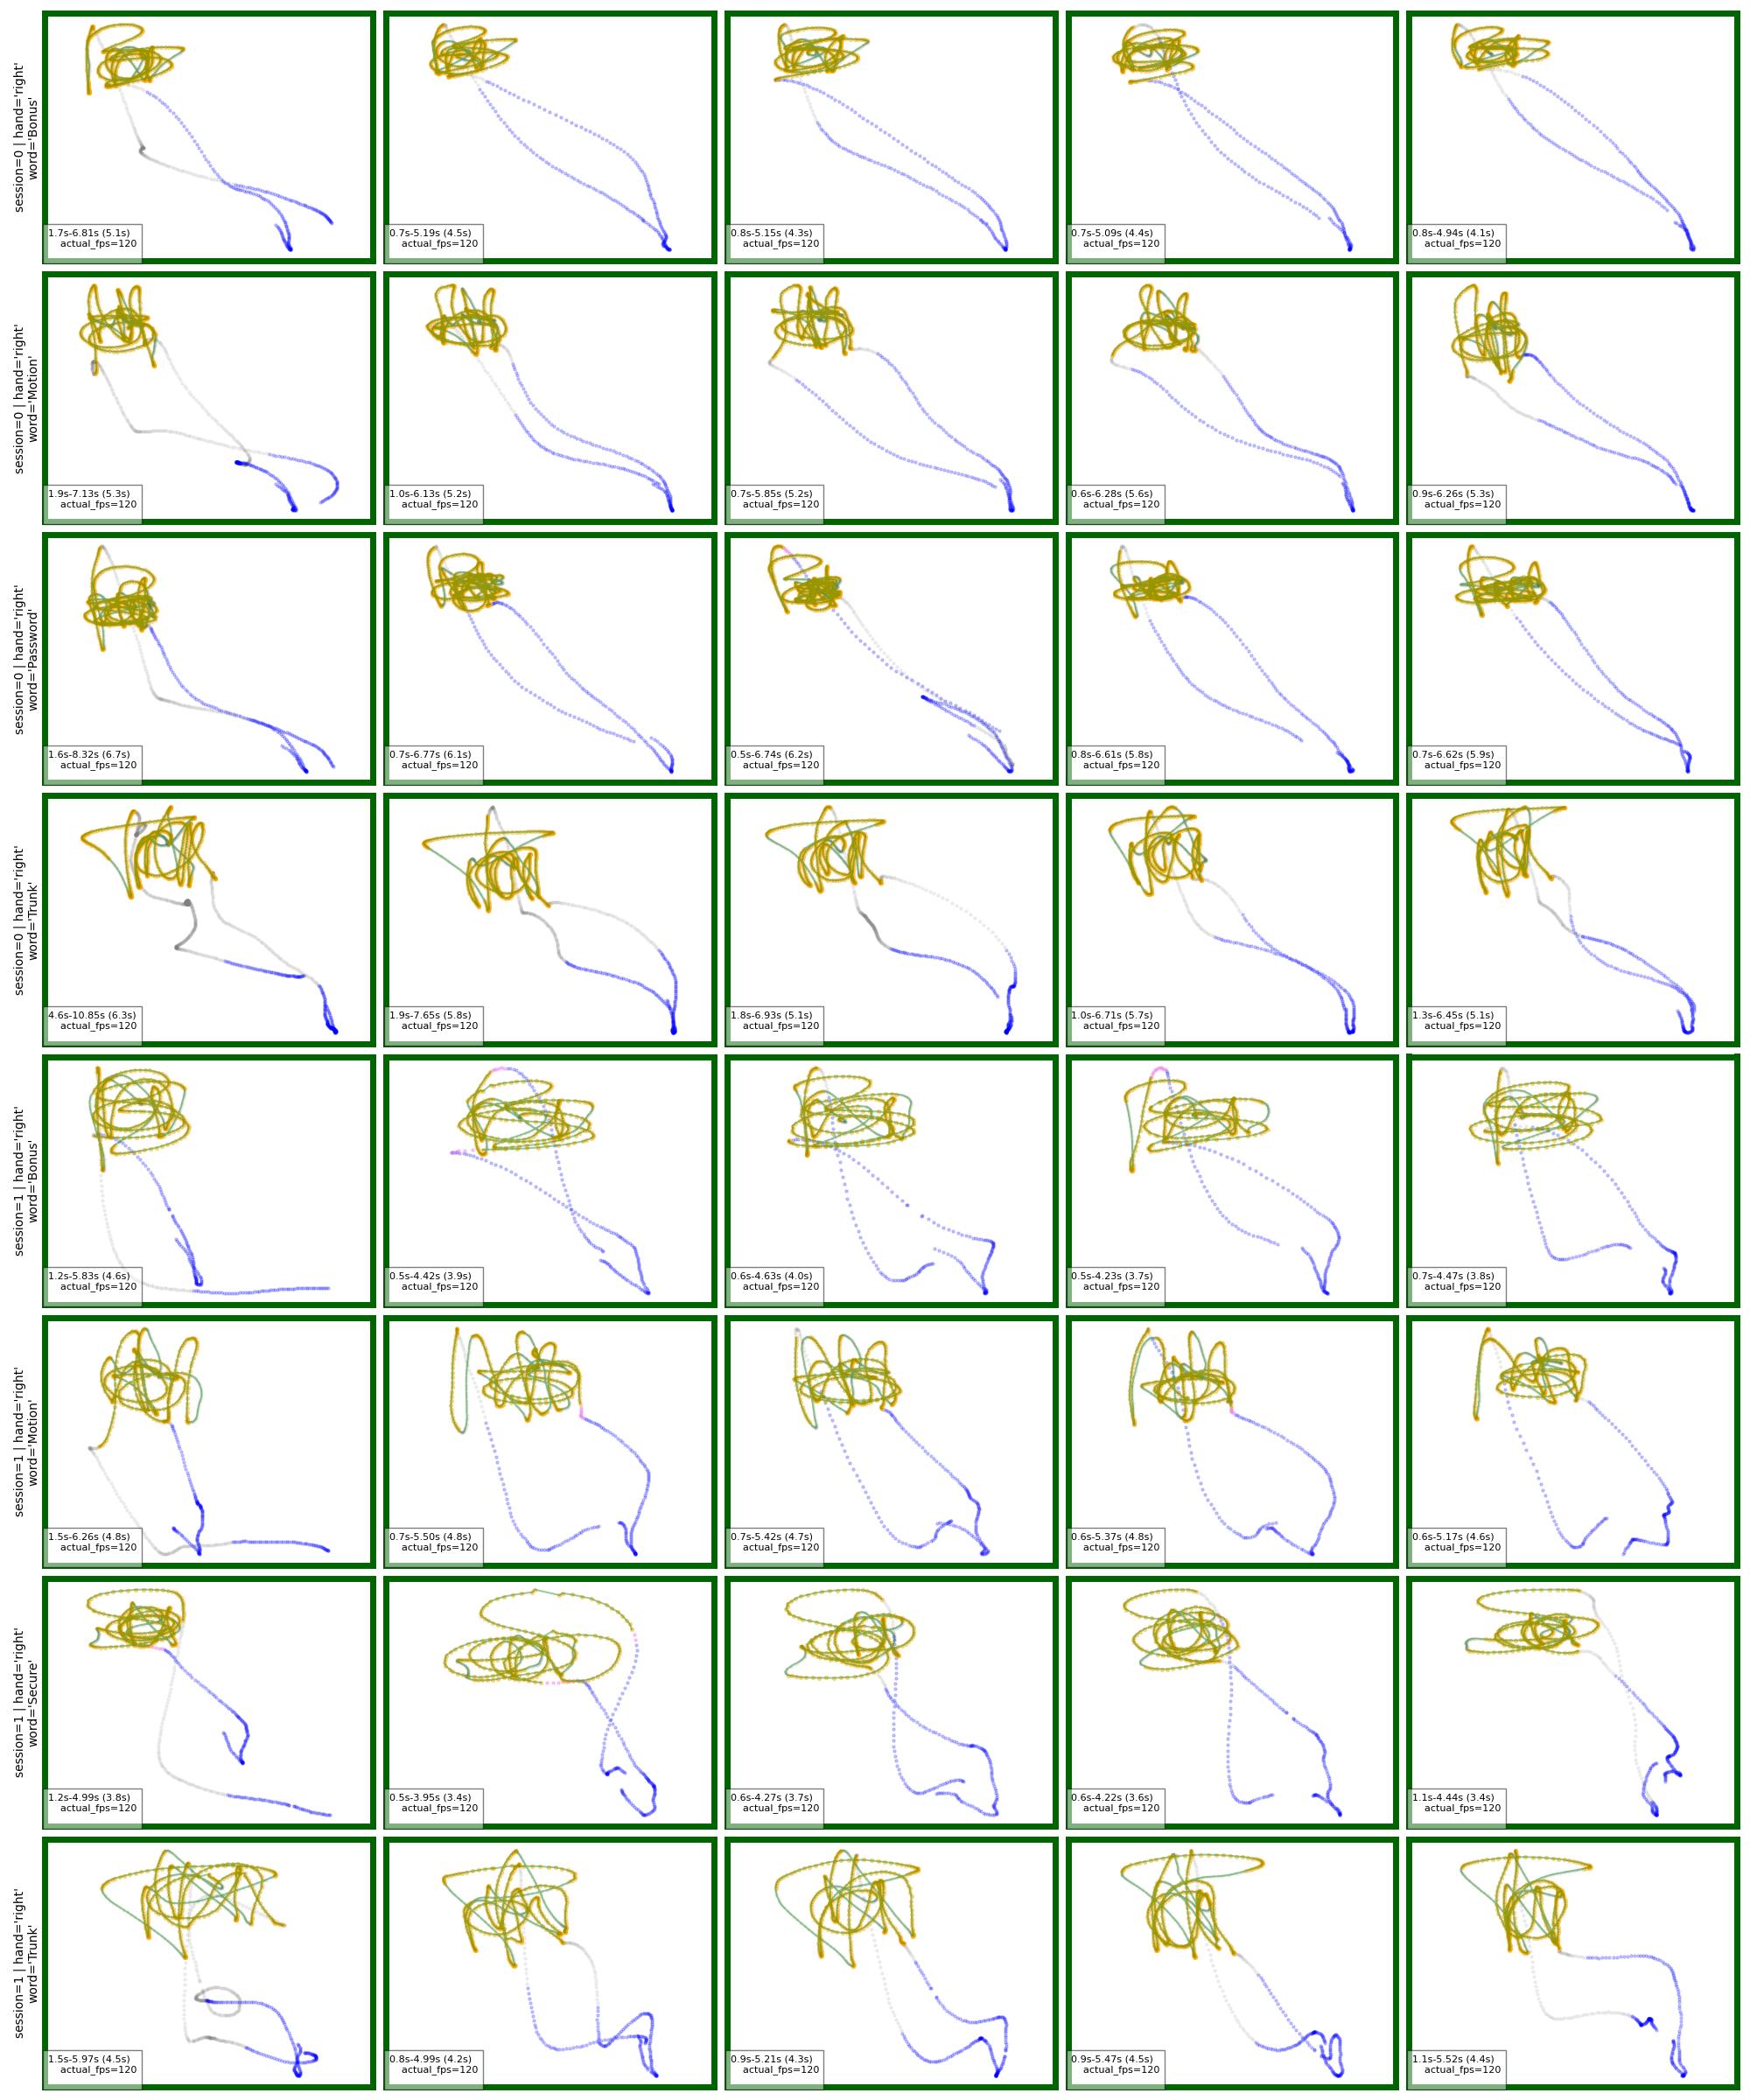 session=0 | hand='right'
word='Bonus'
1.7s-6.81s (5.1s)
actual_fps=120
0.7s-5.19s (4.5s)
actual_fps=120
0.8s-5.15s (4.3s)
actual_fps=120
0.7s-5.09s (4.4s)
actual_fps=120
0.8s-4.94s (4.1s)
actual_fps=120
session=0 | hand='right'
word='Motion'
1.9s-7.13s (5.3s)
actual_fps=120
1.0s-6.13s (5.2s)
actual_fps=120
0.7s-5.85s (5.2s)
actual_fps=120
0.6s-6.28s (5.6s)
actual_fps=120
0.9s-6.26s (5.3s)
actual_fps=120
session=0 | hand='right'
word='Password'
1.6s-8.32s (6.7s)
actual_fps=120
0.7s-6.77s (6.1s)
actual_fps=120
0.5s-6.74s (6.2s)
actual_fps=120
0.8s-6.61s (5.8s)
actual_fps=120
0.7s-6.62s (5.9s)
actual_fps=120
session=0 | hand='right'
word='Trunk'
4.6s-10.85s (6.3s)
actual_fps=120
1.9s-7.65s (5.8s)
actual_fps=120
1.8s-6.93s (5.1s)
actual_fps=120
1.0s-6.71s (5.7s)
actual_fps=120
1.3s-6.45s (5.1s)
actual_fps=120
session=1 | hand='right'
word='Bonus'
1.2s-5.83s (4.6s)
actual_fps=120
0.5s-4.42s (3.9s)
actual_fps=120
0.6s-4.63s (4.0s)
actual_fps=120
0.5s-4.23s (3.7s)
actual_fps=120
0.7s-4.47s (3.8s)
actual_fps=120
session=1 | hand='right'
word='Motion'
1.5s-6.26s (4.8s)
actual_fps=120
0.7s-5.50s (4.8s)
actual_fps=120
0.7s-5.42s (4.7s)
actual_fps=120
0.6s-5.37s (4.8s)
actual_fps=120
0.6s-5.17s (4.6s)
actual_fps=120
session=1 | hand='right'
word='Secure'
1.2s-4.99s (3.8s)
actual_fps=120
0.5s-3.95s (3.4s)
actual_fps=120
0.6s-4.27s (3.7s)
actual_fps=120
0.6s-4.22s (3.6s)
actual_fps=120
1.1s-4.44s (3.4s)
actual_fps=120
session=1 | hand='right'
word='Trunk'
1.5s-5.97s (4.5s)
actual_fps=120
0.8s-4.99s (4.2s)
actual_fps=120
0.9s-5.21s (4.3s)
actual_fps=120
0.9s-5.47s (4.5s)
actual_fps=120
1.1s-5.52s (4.4s)
actual_fps=120